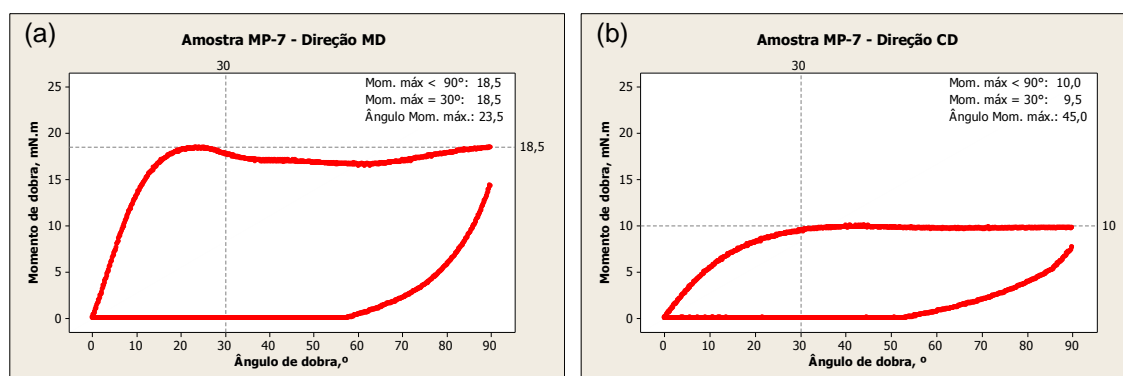 (a)
Amostra MP-7 - Direção MD
30
Mom. máx < 90°: 18,5
Mom. máx = 30º: 18,5
Ângulo Mom. máx.: 23,5
25
20
15
10
5
0
18,5
Momento de dobra, mN.m
0 10 20 30 40 50 60 70 80 90
Ângulo de dobra,º
(b)
Amostra MP-7 - Direção CD
30
Mom. máx < 90°: 10,0
Mom. máx = 30º: 9,5
Ângulo Mom. máx.: 45,0
25
20
15
10
5
0
10
Momento de dobra, mN.m
0 10 20 30 40 50 60 70 80 90
Ângulo de dobra, º